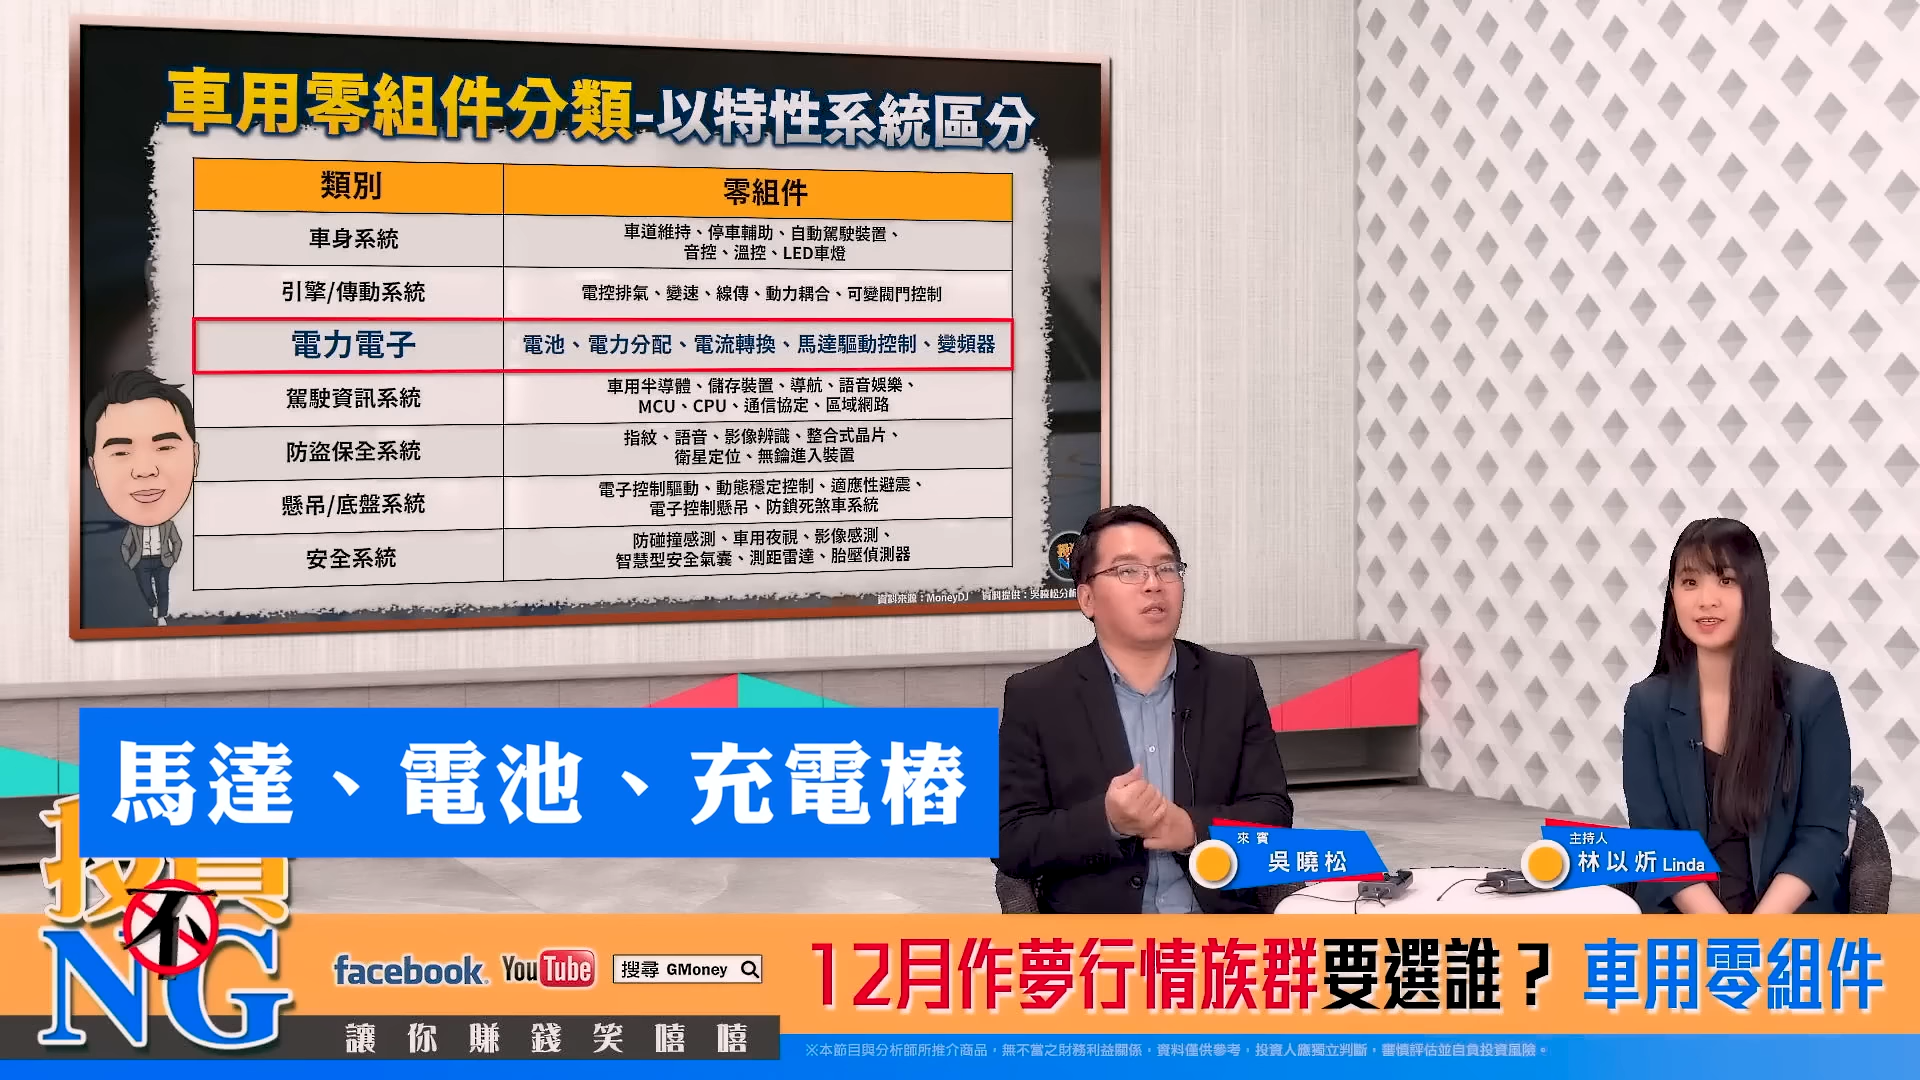 車用零組件分類-以特性系統區分
類別
零組件
車身系統
車道維持、停車輔助、自動駕駛裝置、
音控、溫控、LED車燈
引擎/傳動系統
電控排氣、變速、線傳、動力耦合、可變閥門控制
電力電子
電池、電力分配、電流轉換、馬達驅動控制、變頻器
駕駛資訊系統
車用半導體、儲存裝置、導航、語音娛樂、
MCU、CPU、通信協定、區域網路
防盜保全系統
指紋、語音、影像辨識、整合式晶片、
衛星定位、無鑰進入裝置
懸吊/底盤系統
電子控制驅動、動態穩定控制、適應性避震、
電子控制懸吊、防鎖死煞車系統
安全系統
防碰撞感測、車用夜視、影像感測、
智慧型安全氣囊、測距雷達、胎壓偵測器
資料來源：MoneyDJ 資料提供：吳曉松分析
馬達、電池、充電樁
來賓
吳曉松
主持人
林以炘 Linda
投資
不
NG
facebook
YouTube
搜尋 GMoney
12月作夢行情族群要選誰？ 車用零組件
讓你賺錢笑嘻嘻
※本節目與分析師所推介商品，無不當之財務利益關係，資料僅供參考，投資人應獨立判斷，審慎評估並自負投資風險。